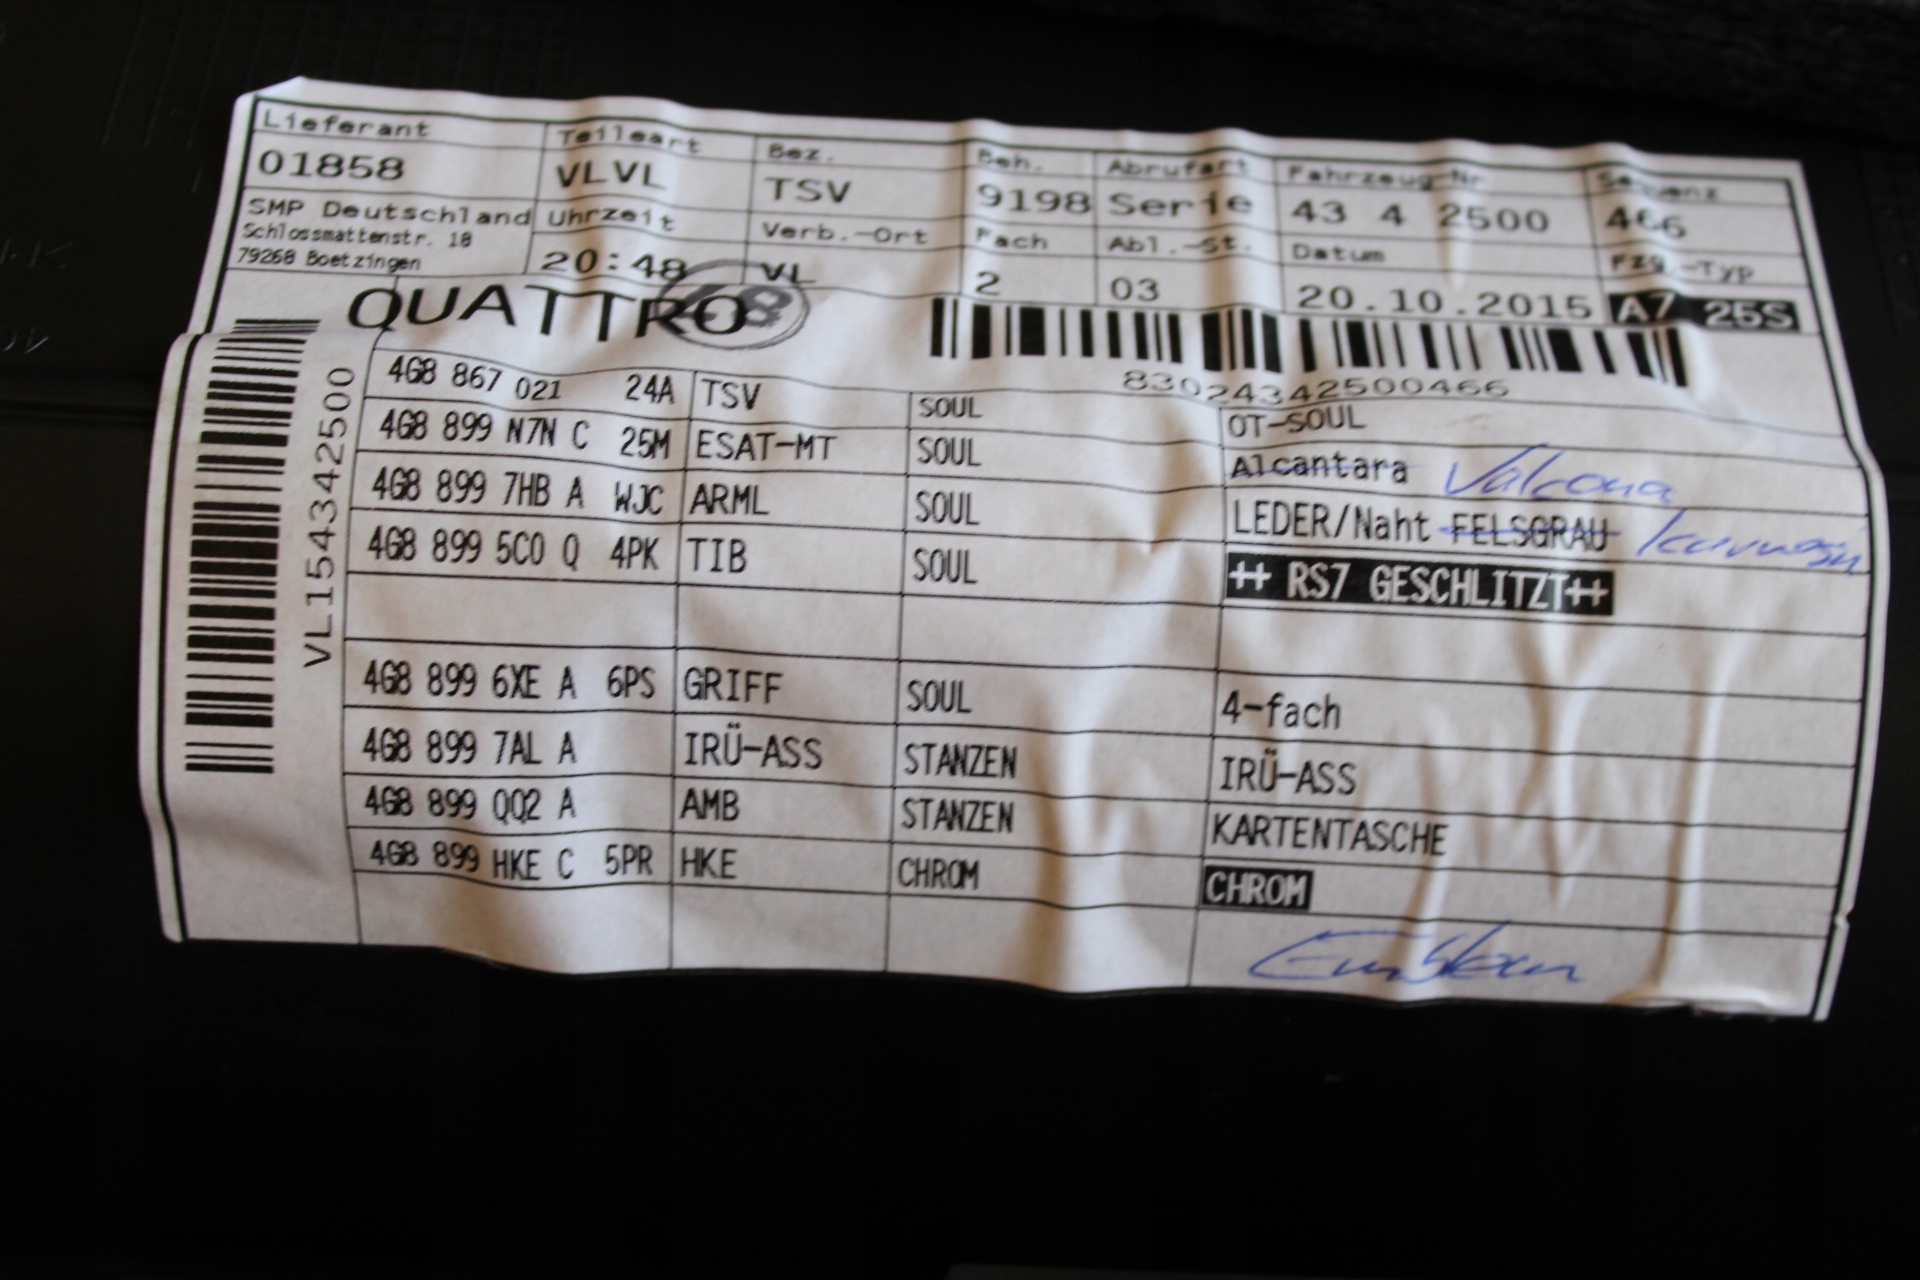 Lieferant Teileart Bez. Beh. Abrufart Fahrzeug-Nr Sequenz
01858 VLVL TSV 9198 Serie 43 4 2500 466
SMP Deutschland Uhrzeit Verb.-Ort Fach Abl.-St. Datum Fzg.-Typ
Schlossmattenstr. 18
79268 Boetzingen 20:48 VL 2 03 20.10.2015 A7 25S
QUATTRO 48
83024342500466
VL154342500
4G8 867 021 24A TSV SOUL OT-SOUL
4G8 899 N7N C 25M ESAT-MT SOUL Alcantara Valcona
4G8 899 7HB A WJC ARML SOUL LEDER/Naht FELSGRAU karmesin
4G8 899 5C0 Q 4PK TIB SOUL ++ RS7 GESCHLITZT++
4G8 899 6XE A 6PS GRIFF SOUL 4-fach
4G8 899 7AL A IRÜ-ASS STANZEN IRÜ-ASS
4G8 899 QQ2 A AMB STANZEN KARTENTASCHE
4G8 899 HKE C 5PR HKE CHROM CHROM
Emblem